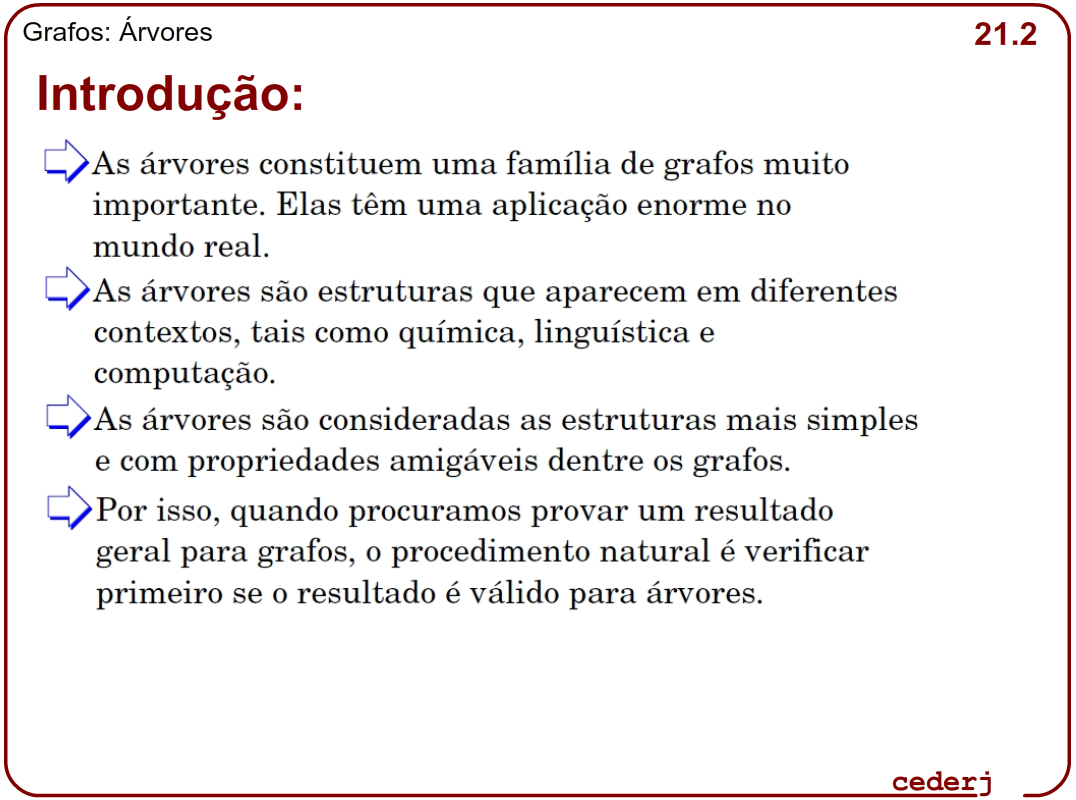 Grafos: Árvores
21.2
Introdução:
As árvores constituem uma família de grafos muito
importante. Elas têm uma aplicação enorme no
mundo real.
As árvores são estruturas que aparecem em diferentes
contextos, tais como química, linguística e
computação.
As árvores são consideradas as estruturas mais simples
e com propriedades amigáveis dentre os grafos.
Por isso, quando procuramos provar um resultado
geral para grafos, o procedimento natural é verificar
primeiro se o resultado é válido para árvores.
cederj